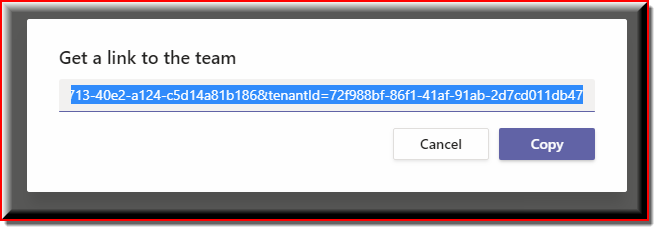 Get a link to the team
713-40e2-a124-c5d14a81b186&tenantId=72f988bf-86f1-41af-91ab-2d7cd011db47
Cancel
Copy